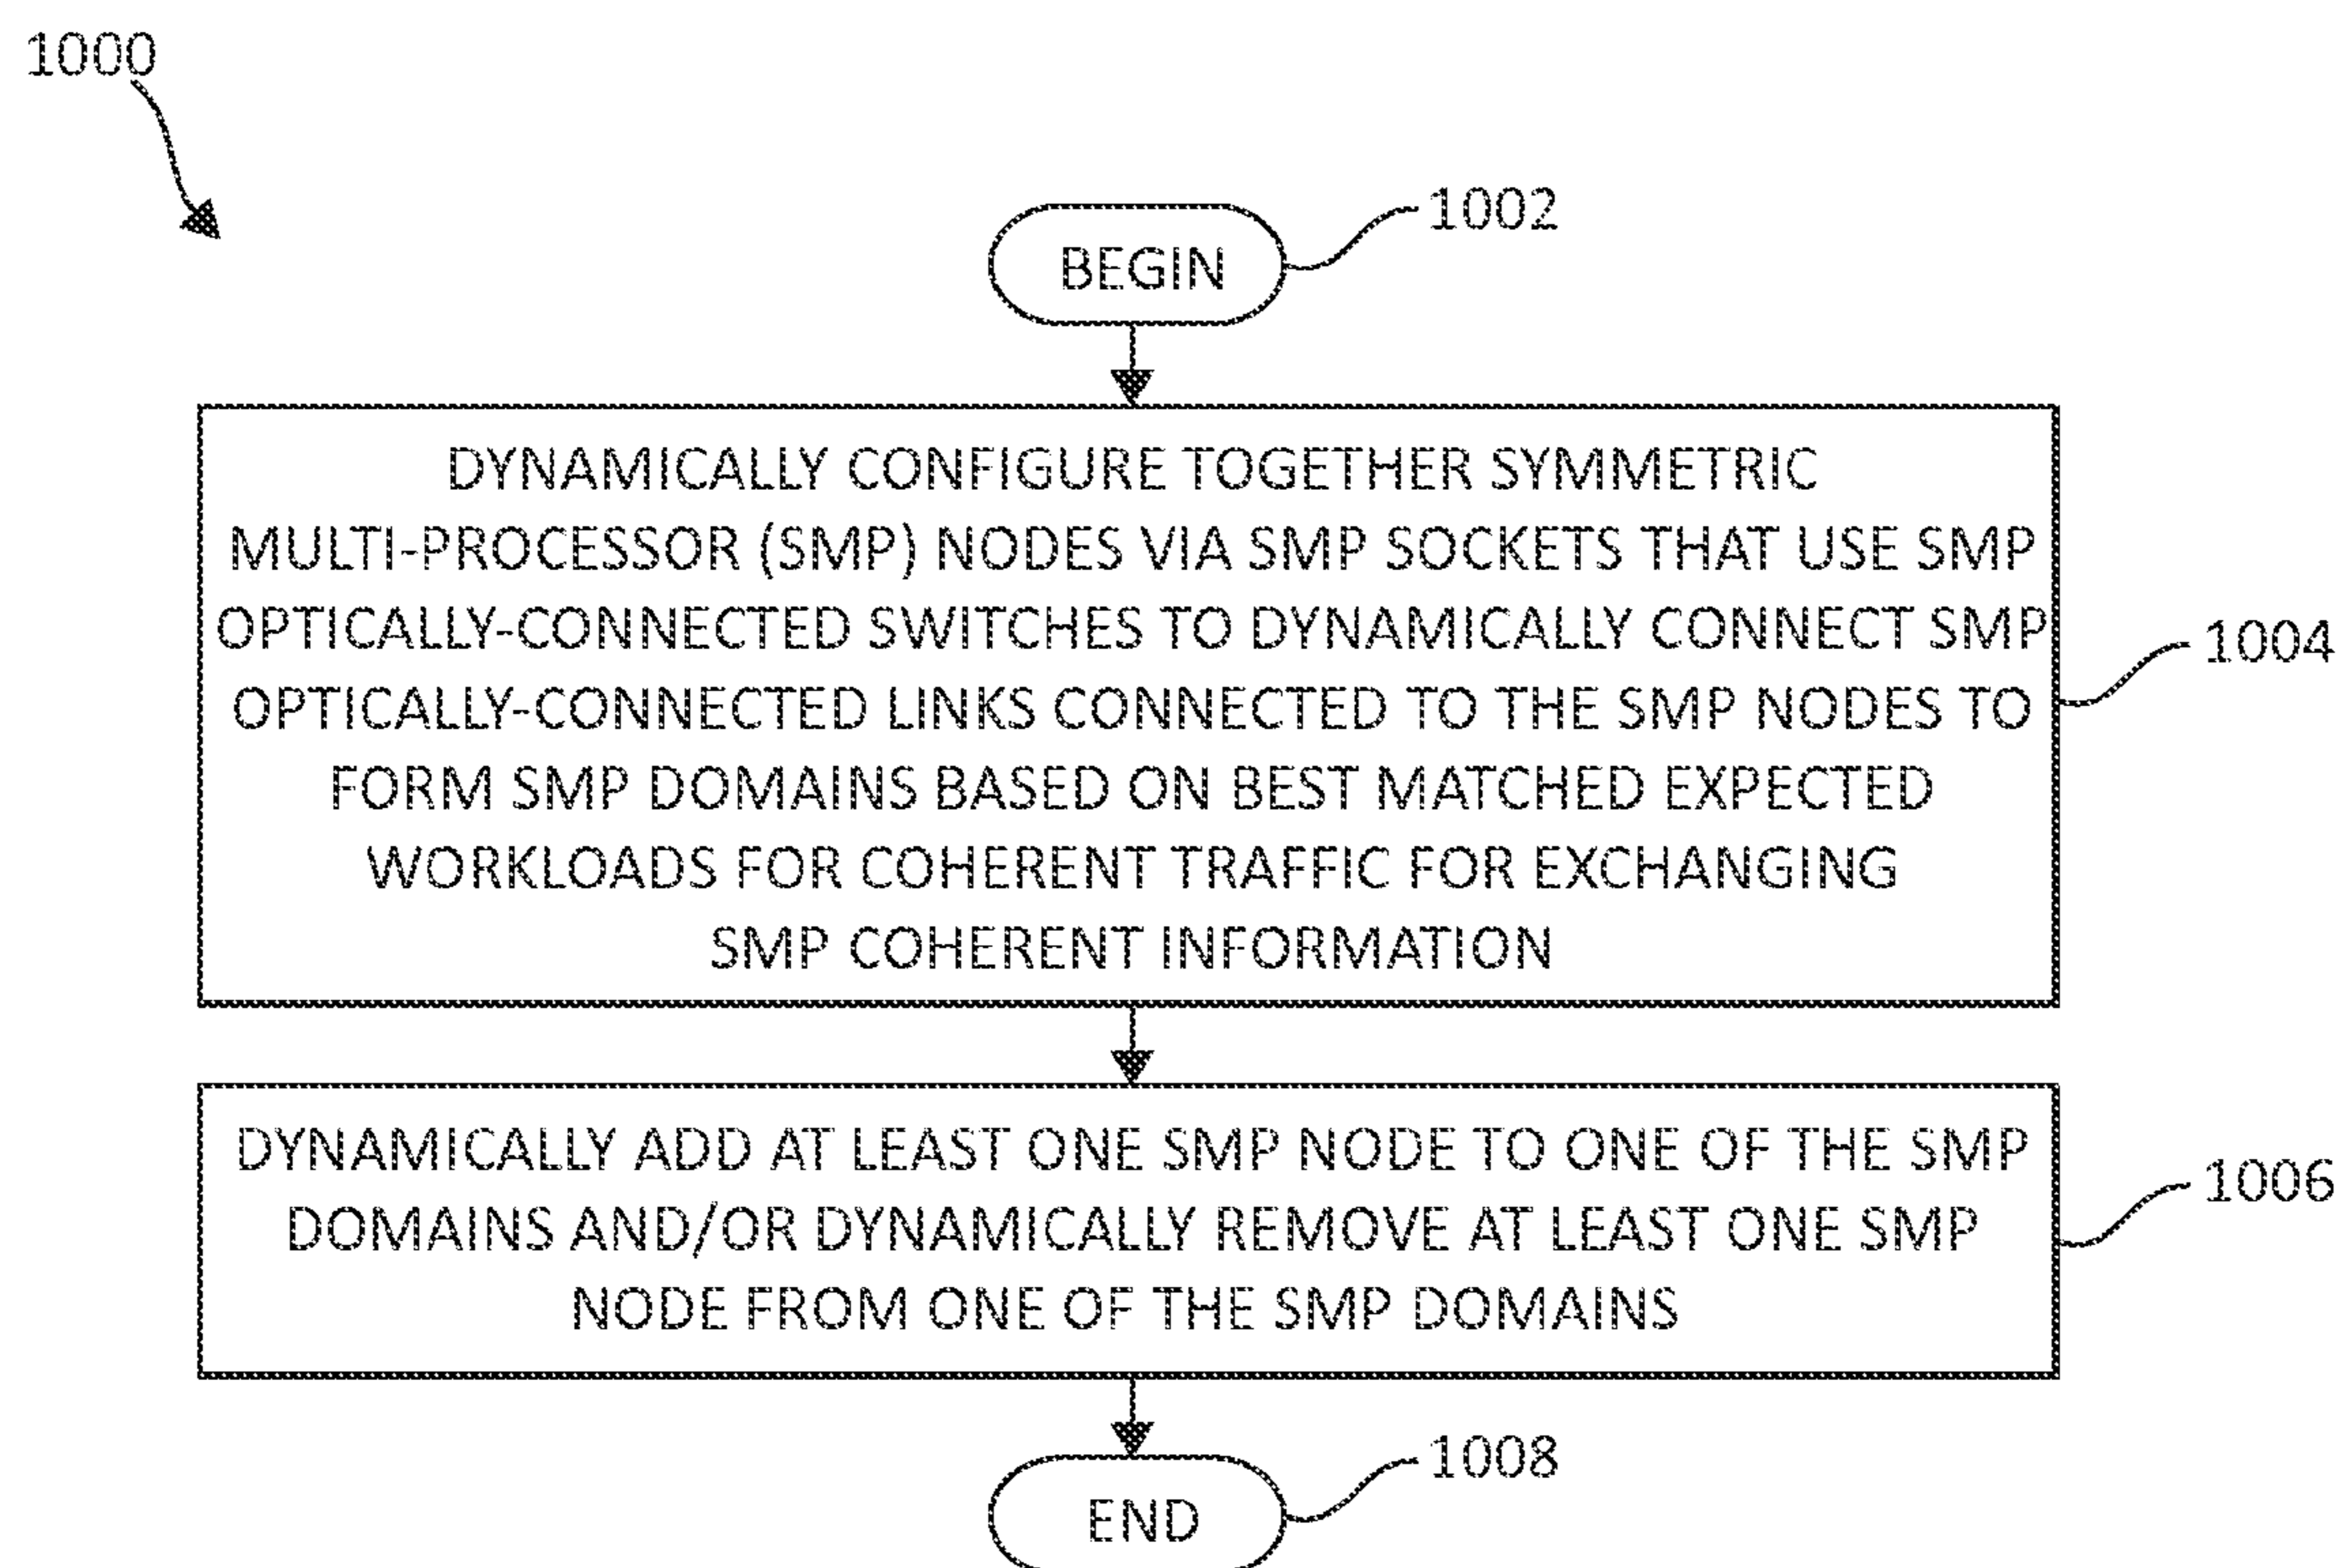 1000
1002
BEGIN
DYNAMICALLY CONFIGURE TOGETHER SYMMETRIC
MULTI-PROCESSOR (SMP) NODES VIA SMP SOCKETS THAT USE SMP
OPTICALLY-CONNECTED SWITCHES TO DYNAMICALLY CONNECT SMP
OPTICALLY-CONNECTED LINKS CONNECTED TO THE SMP NODES TO
FORM SMP DOMAINS BASED ON BEST MATCHED EXPECTED
WORKLOADS FOR COHERENT TRAFFIC FOR EXCHANGING
SMP COHERENT INFORMATION
1004
DYNAMICALLY ADD AT LEAST ONE SMP NODE TO ONE OF THE SMP
DOMAINS AND/OR DYNAMICALLY REMOVE AT LEAST ONE SMP
NODE FROM ONE OF THE SMP DOMAINS
1006
1008
END